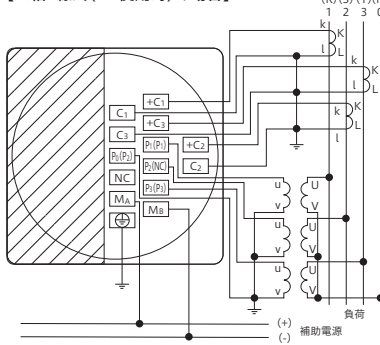 1 2 3
k K
l L
k K
l L
k K
l L
+C₁
C₁
+C₃
C₃
P₁(P₁) +C₂
P₀(P₂)
P₂(NC) C₂
NC
P₃(P₃)
MA
MB
u U
v V
u U
v V
u U
v V
負荷
(+)
補助電源
(-)